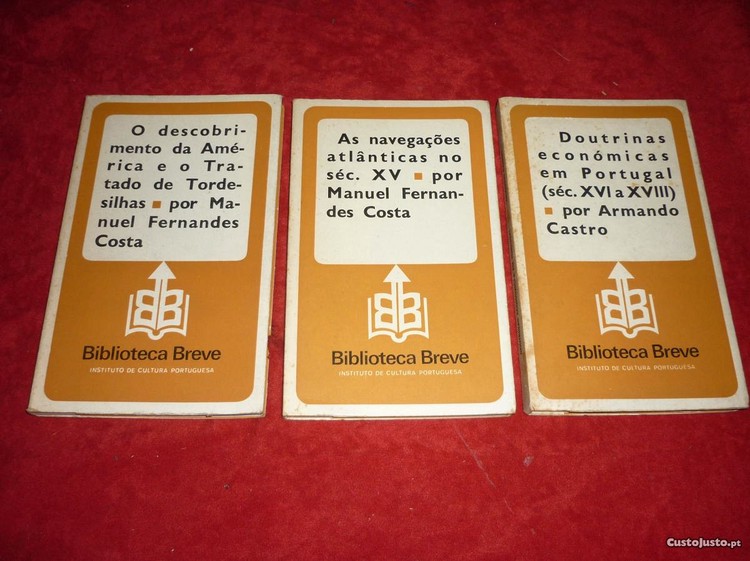 O descobri-
mento da Amé-
rica e o Tra-
tado de Torde-
silhas ■ por Ma-
nuel Fernandes
Costa
Biblioteca Breve
INSTITUTO DE CULTURA PORTUGUESA
As navegações
atlânticas no
séc. XV ■ por
Manuel Fernan-
des Costa
Biblioteca Breve
INSTITUTO DE CULTURA PORTUGUESA
Doutrinas
económicas
em Portugal
(séc. XVI a XVIII)
■ por Armando
Castro
Biblioteca Breve
INSTITUTO DE CULTURA PORTUGUESA
CustoJusto.pt